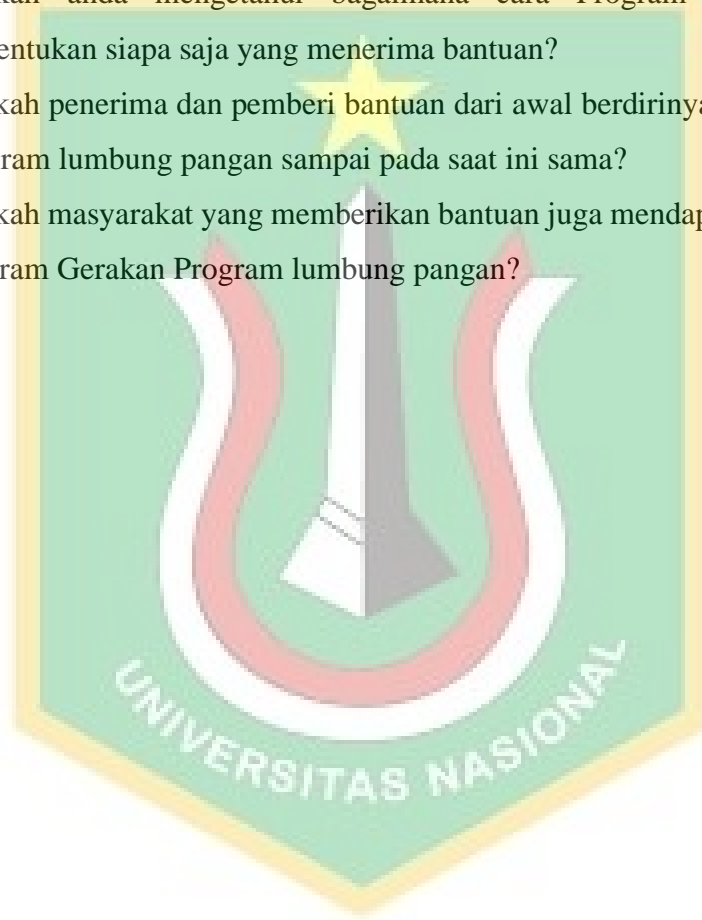 kan anda mengetahui bagaimana cara Program
entukan siapa saja yang menerima bantuan?
kah penerima dan pemberi bantuan dari awal berdirinya
ram lumbung pangan sampai pada saat ini sama?
kah masyarakat yang memberikan bantuan juga mendap
ram Gerakan Program lumbung pangan?
UNIVERSITAS NASIONAL